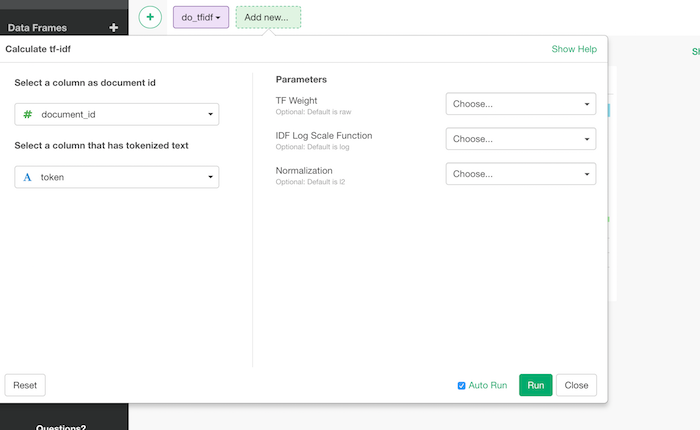 Data Frames +
+ do_tfidf Add new...
Calculate tf-idf Show Help
Select a column as document id
# document_id
Select a column that has tokenized text
A token
Parameters
TF Weight Choose...
Optional: Default is raw
IDF Log Scale Function Choose...
Optional: Default is log
Normalization Choose...
Optional: Default is l2
Reset Auto Run Run Close
Questions?